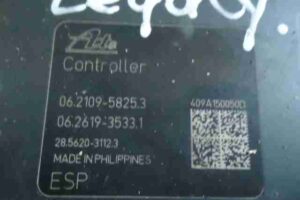 Legacy.
Ate
Controller
06.2109-5825.3
06.2619-3533.1
409A150050D
28.5620-3112.3
MADE IN PHILIPPINES
ESP